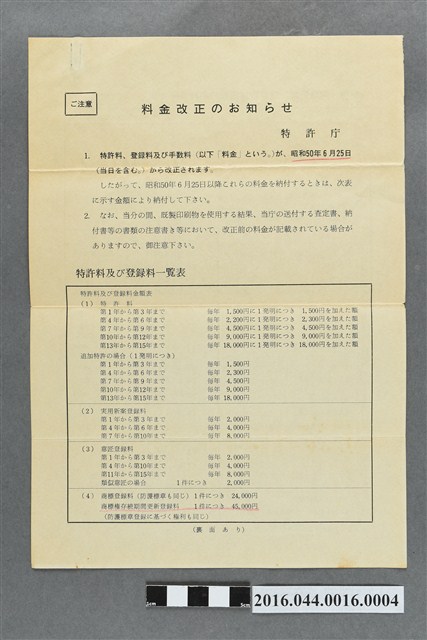 ご注意
料金改正のお知らせ
特許庁
1. 特許料、登録料及び手数料（以下「料金」という。）が、昭和50年6月25日
（当日を含む。）から改正されます。
したがって、昭和50年6月25日以降これらの料金を納付するときは、次表
に示す金額により納付して下さい。
2. なお、当分の間、既製印刷物を使用する結果、当庁の送付する査定書、納
付書等の書類の注意書き等において、改正前の料金が記載されている場合が
ありますので、御注意下さい。
特許料及び登録料一覧表
特許料及び登録料金額表
（1）特許料
第1年から第3年まで 毎年 1,500円に1発明につき 1,500円を加えた額
第4年から第6年まで 毎年 2,200円に1発明につき 2,300円を加えた額
第7年から第9年まで 毎年 4,500円に1発明につき 4,500円を加えた額
第10年から第12年まで 毎年 9,000円に1発明につき 9,000円を加えた額
第13年から第15年まで 毎年 18,000円に1発明につき 18,000円を加えた額
追加特許の場合（1発明につき）
第1年から第3年まで 毎年 1,500円
第4年から第6年まで 毎年 2,300円
第7年から第9年まで 毎年 4,500円
第10年から第12年まで 毎年 9,000円
第13年から第15年まで 毎年 18,000円
（2）実用新案登録料
第1年から第3年まで 毎年 2,000円
第4年から第6年まで 毎年 4,000円
第7年から第10年まで 毎年 8,000円
（3）意匠登録料
第1年から第3年まで 毎年 2,000円
第4年から第10年まで 毎年 4,000円
第11年から第15年まで 毎年 8,000円
類似意匠の場合 1件につき 2,000円
（4）商標登録料（防護標章も同じ）1件につき 24,000円
商標権存続期間更新登録料 1件につき 45,000円
（防護標章登録に基づく権利も同じ）
（裏面あり）
1cm
5cm
2016.044.0016.0004